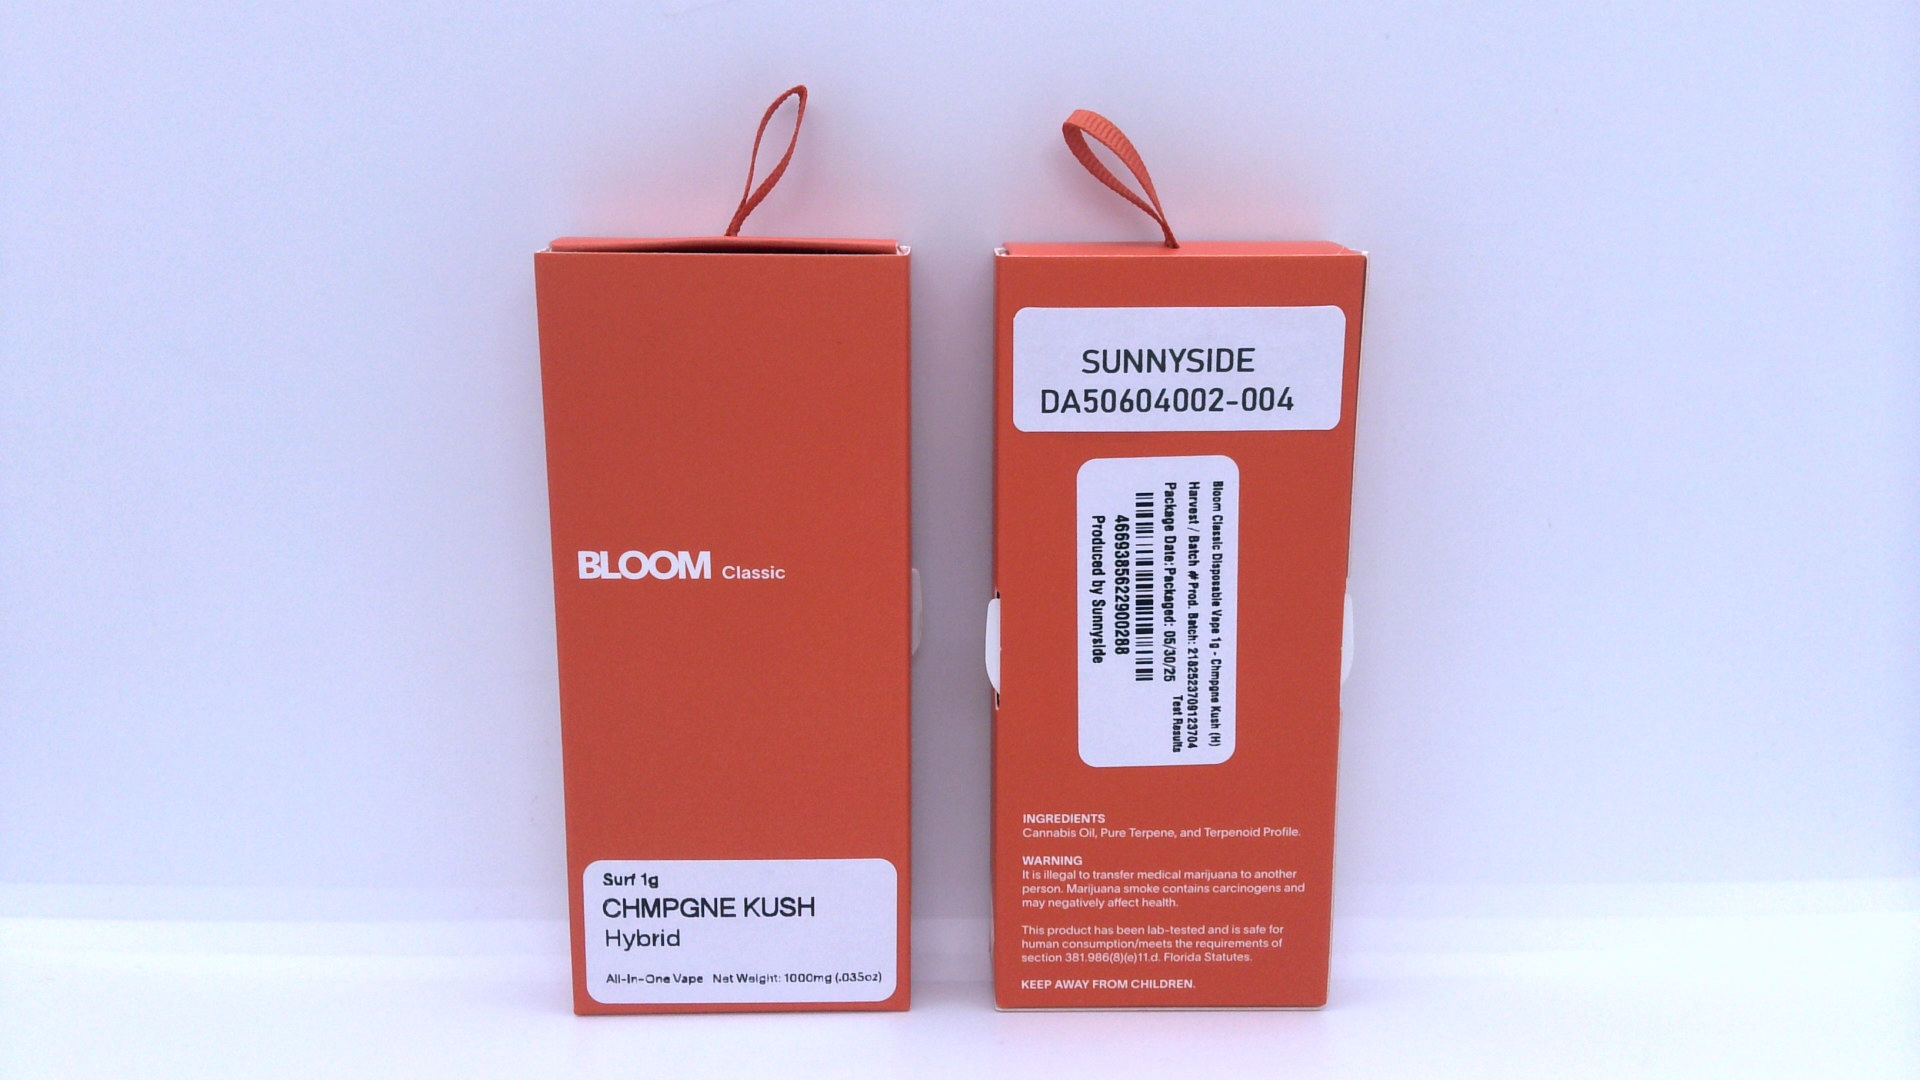 BLOOM Classic
Surf 1g
CHMPGNE KUSH
Hybrid
All-In-One Vape Net Weight: 1000mg (.035oz)
SUNNYSIDE
DA50604002-004
Bloom Classic Disposable Vape 1g - Chmpgne Kush (H)
Harvest / Batch # Prod. Batch: 2182523709123704
Package Date: Packaged: 05/30/25
Test Results
4669385622900288
Produced by Sunnyside
INGREDIENTS
Cannabis Oil, Pure Terpene, and Terpenoid Profile.
WARNING
It is illegal to transfer medical marijuana to another
person. Marijuana smoke contains carcinogens and
may negatively affect health.
This product has been lab-tested and is safe for
human consumption/meets the requirements of
section 381.986(8)(e)11.d. Florida Statutes.
KEEP AWAY FROM CHILDREN.